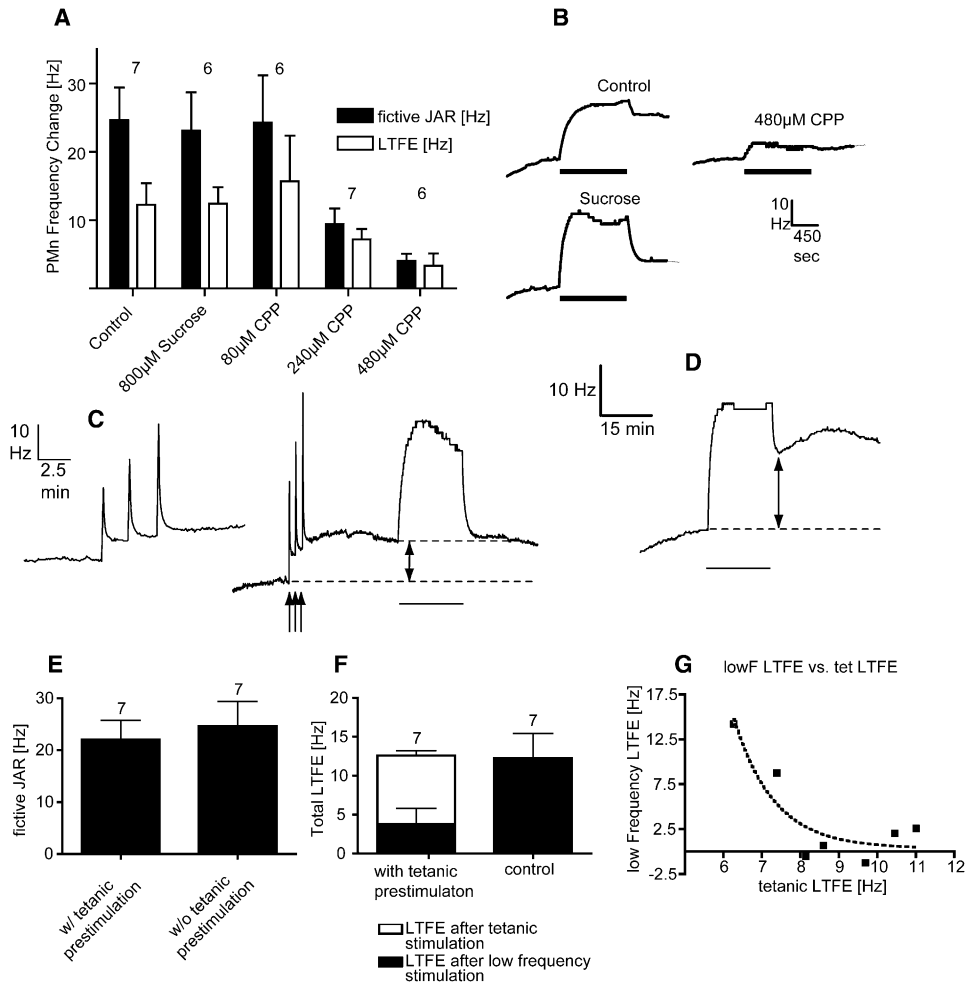 A
PMn Frequency Change [Hz]
30
20
10
7
6
6
7
6
fictive JAR [Hz]
LTFE [Hz]
Control
800µM Sucrose
80µM CPP
240µM CPP
480µM CPP
B
Control
480µM CPP
Sucrose
10
Hz
450
sec
C
10
Hz
2.5
min
10 Hz
15 min
D
E
fictive JAR [Hz]
30
20
10
0
7
7
w/ tetanic
prestimulation
w/o tetanic
prestimulation
F
Total LTFE [Hz]
20
15
10
5
0
7
7
with tetanic
prestimulaton
control
LTFE after tetanic
stimulation
LTFE after low frequency
stimulation
G
lowF LTFE vs. tet LTFE
low Frequency LTFE [Hz]
17.5
12.5
7.5
2.5
-2.5
6 7 8 9 10 11 12
tetanic LTFE [Hz]